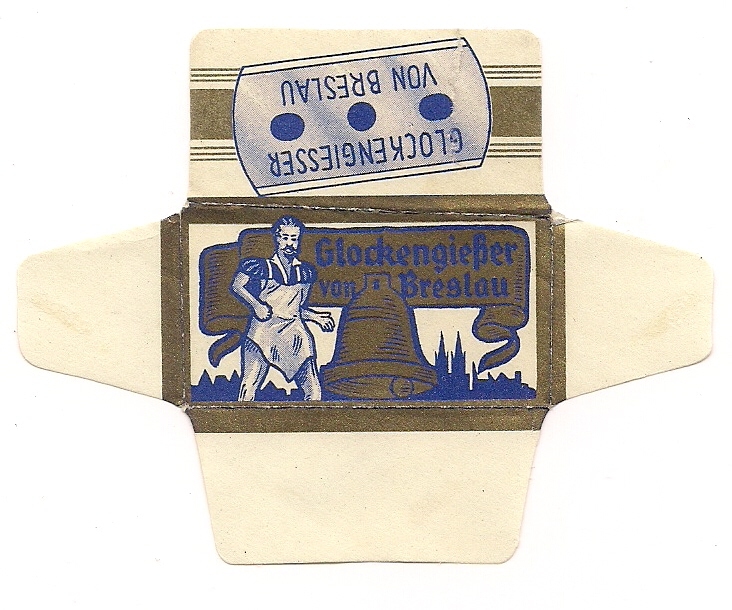 GLOCKENGIESSER
VON BRESLAU
Glockengießer
von Breslau